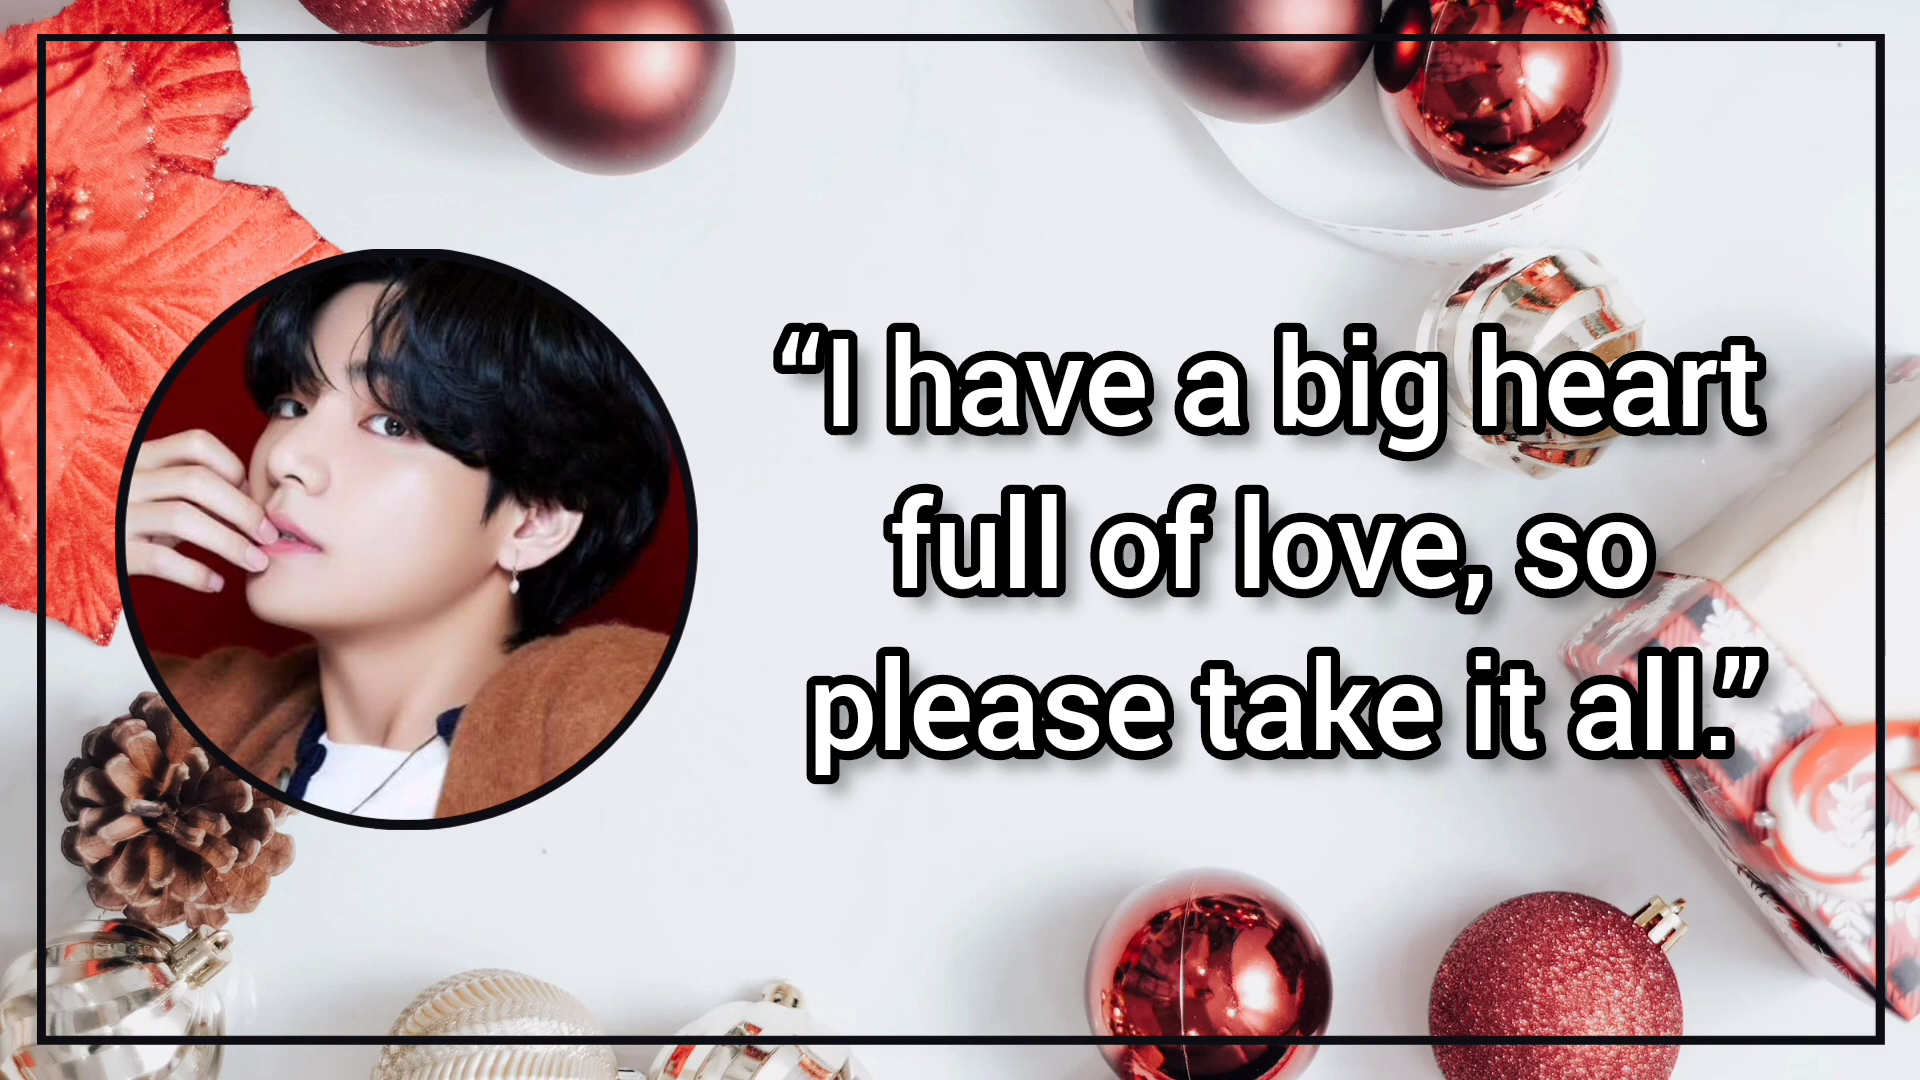 “I have a big heart
full of love, so
please take it all.”